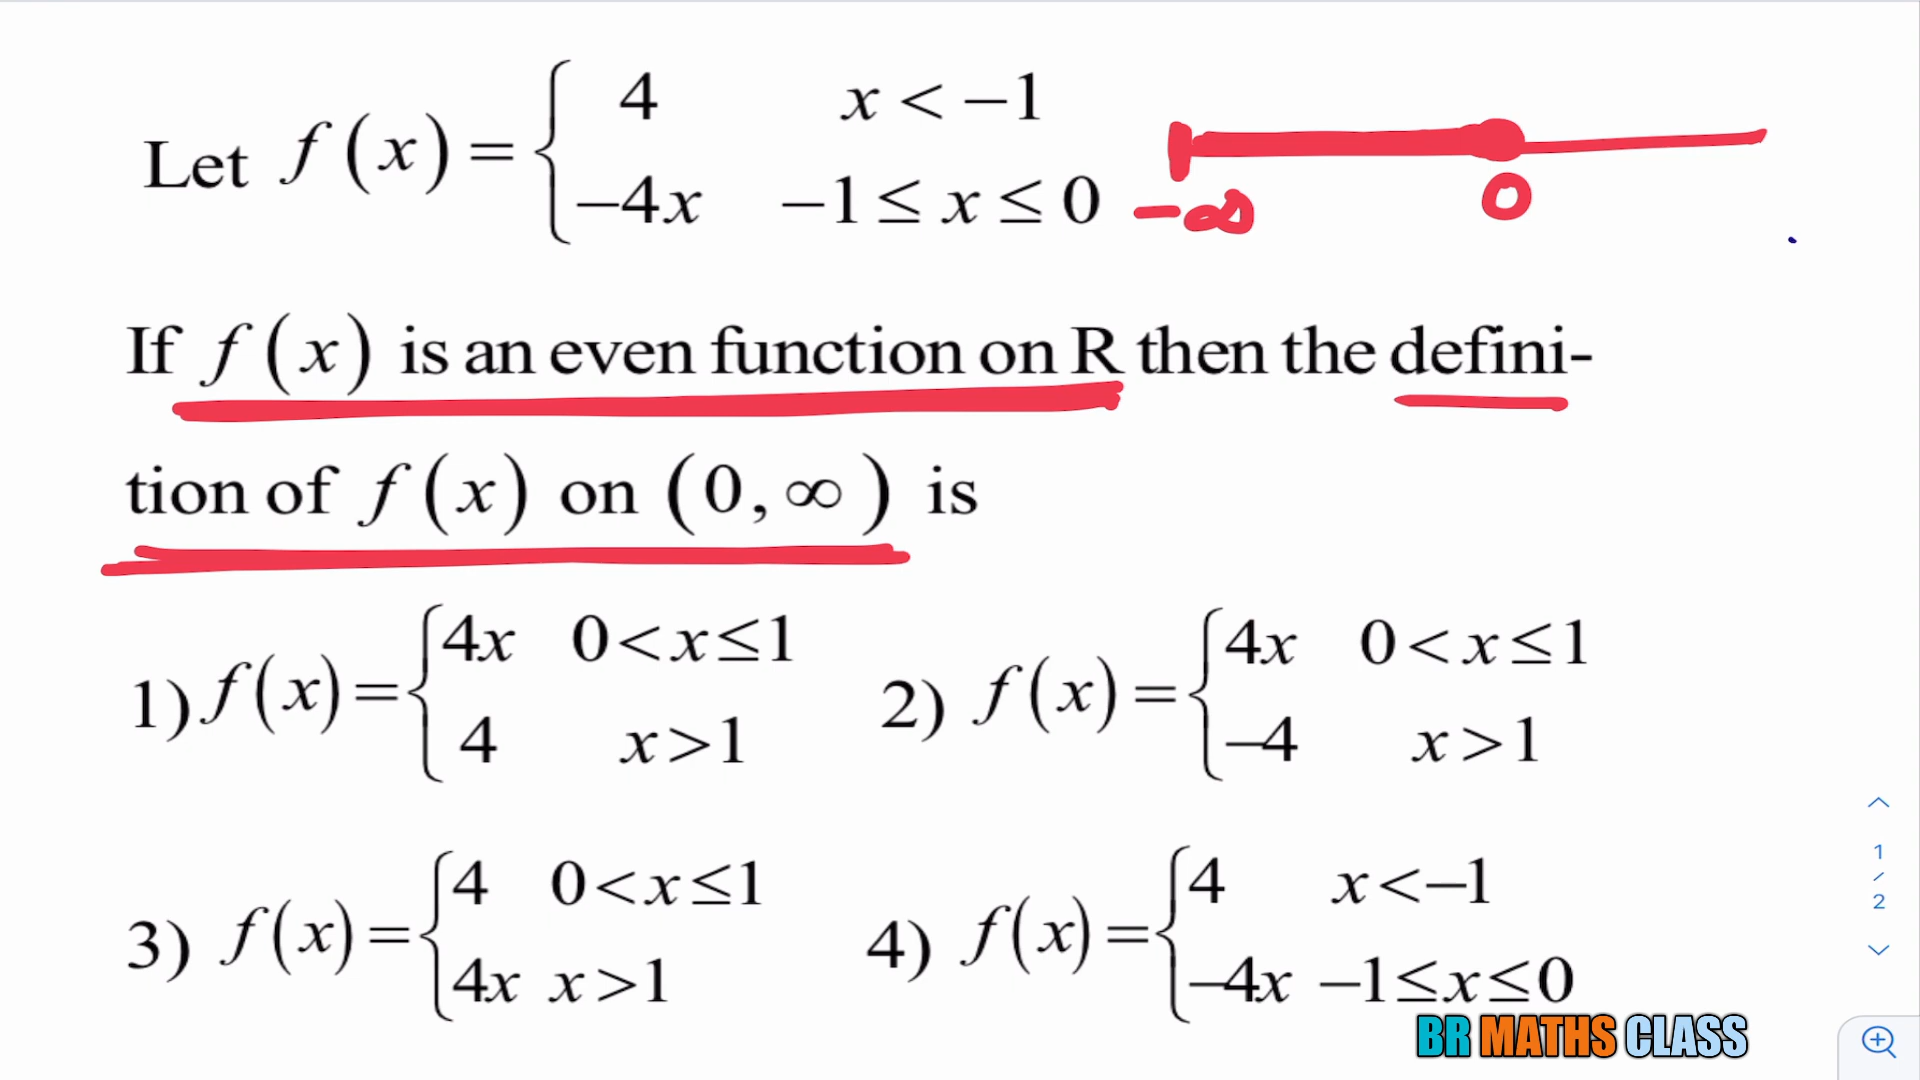 Let f(x) = { 4 x < −1
−4x −1 ≤ x ≤ 0
−∞ 0
If f(x) is an even function on R then the defini-
tion of f(x) on (0, ∞) is
1) f(x) = { 4x 0 < x ≤ 1
4 x > 1
2) f(x) = { 4x 0 < x ≤ 1
−4 x > 1
3) f(x) = { 4 0 < x ≤ 1
4x x > 1
4) f(x) = { 4 x < −1
−4x −1 ≤ x ≤ 0
BR MATHS CLASS
1
/
2